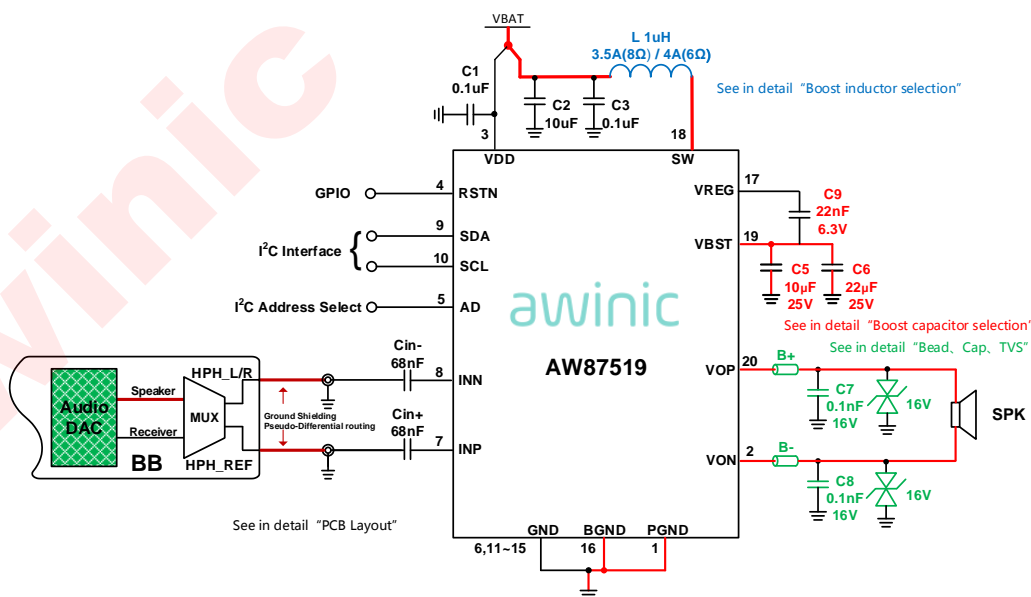 VBAT
L 1uH
3.5A(8Ω) / 4A(6Ω)
C1
0.1uF
C2
10uF
C3
0.1uF
See in detail “Boost inductor selection”
3
18
VDD
SW
GPIO
4
RSTN
VREG
17
C9
22nF
6.3V
I²C Interface
9
SDA
10
SCL
VBST
19
C5
10μF
25V
C6
22μF
25V
I²C Address Select
5
AD
awinic
See in detail “Boost capacitor selection”
See in detail “Bead、Cap、TVS”
AW87519
Cin-
68nF
8
INN
VOP
20
B+
C7
0.1nF
16V
16V
SPK
HPH_L/R
Speaker
Audio
DAC
MUX
Receiver
BB
HPH_REF
Ground Shielding
Pseudo-Differential routing
Cin+
68nF
7
INP
VON
2
B-
C8
0.1nF
16V
16V
See in detail “PCB Layout”
GND
BGND
PGND
6,11~15
16
1
awinic